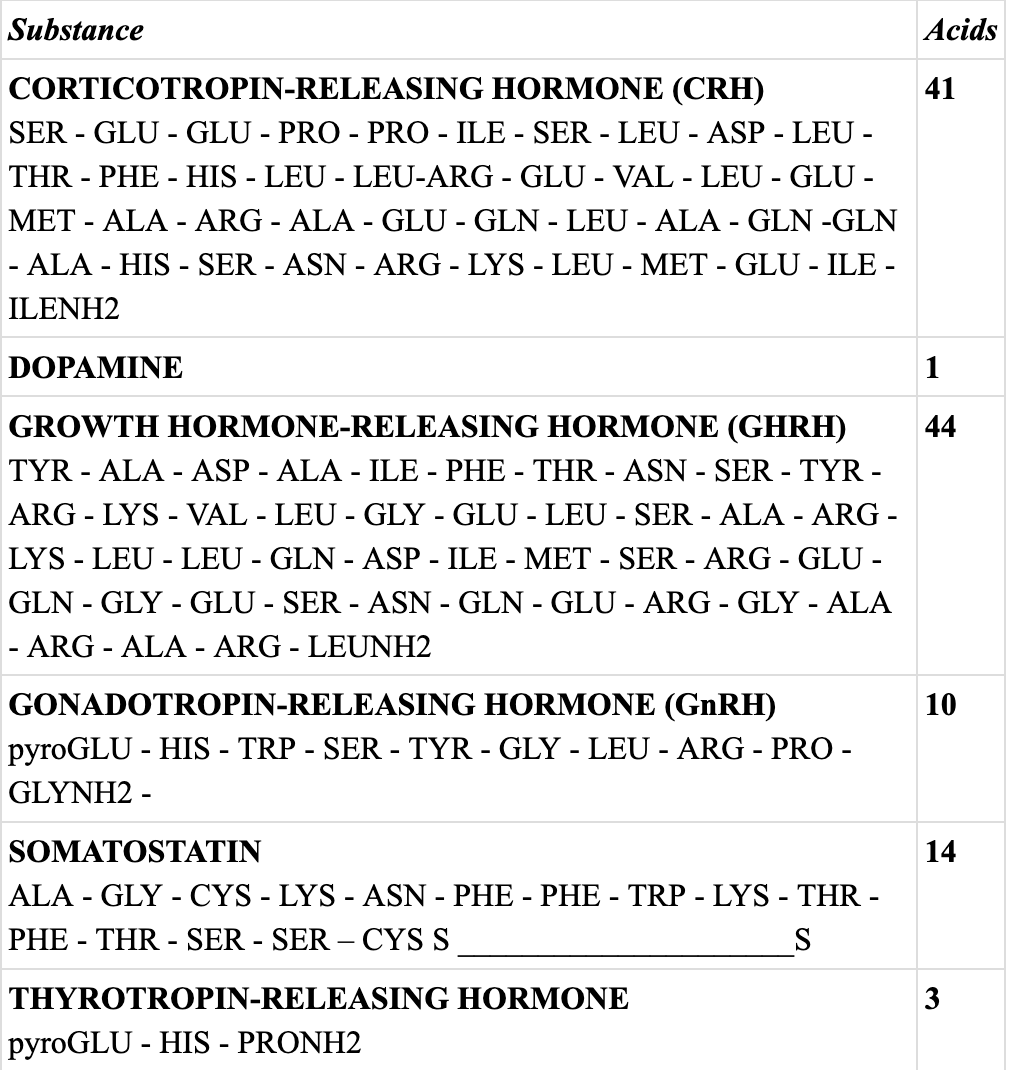 Substance Acids
CORTICOTROPIN-RELEASING HORMONE (CRH) 41
SER - GLU - GLU - PRO - PRO - ILE - SER - LEU - ASP - LEU -
THR - PHE - HIS - LEU - LEU-ARG - GLU - VAL - LEU - GLU -
MET - ALA - ARG - ALA - GLU - GLN - LEU - ALA - GLN -GLN
- ALA - HIS - SER - ASN - ARG - LYS - LEU - MET - GLU - ILE -
ILENH2
DOPAMINE 1
GROWTH HORMONE-RELEASING HORMONE (GHRH) 44
TYR - ALA - ASP - ALA - ILE - PHE - THR - ASN - SER - TYR -
ARG - LYS - VAL - LEU - GLY - GLU - LEU - SER - ALA - ARG -
LYS - LEU - LEU - GLN - ASP - ILE - MET - SER - ARG - GLU -
GLN - GLY - GLU - SER - ASN - GLN - GLU - ARG - GLY - ALA
- ARG - ALA - ARG - LEUNH2
GONADOTROPIN-RELEASING HORMONE (GnRH) 10
pyroGLU - HIS - TRP - SER - TYR - GLY - LEU - ARG - PRO -
GLYNH2 -
SOMATOSTATIN 14
ALA - GLY - CYS - LYS - ASN - PHE - PHE - TRP - LYS - THR -
PHE - THR - SER - SER – CYS S _____________________S
THYROTROPIN-RELEASING HORMONE 3
pyroGLU - HIS - PRONH2